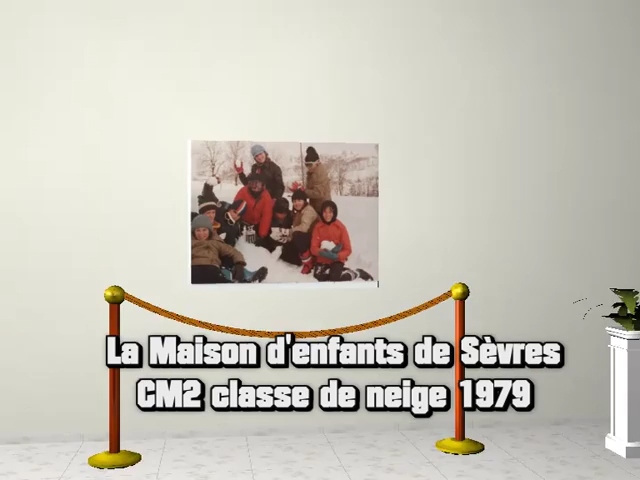 La Maison d'enfants de Sèvres
CM2 classe de neige 1979